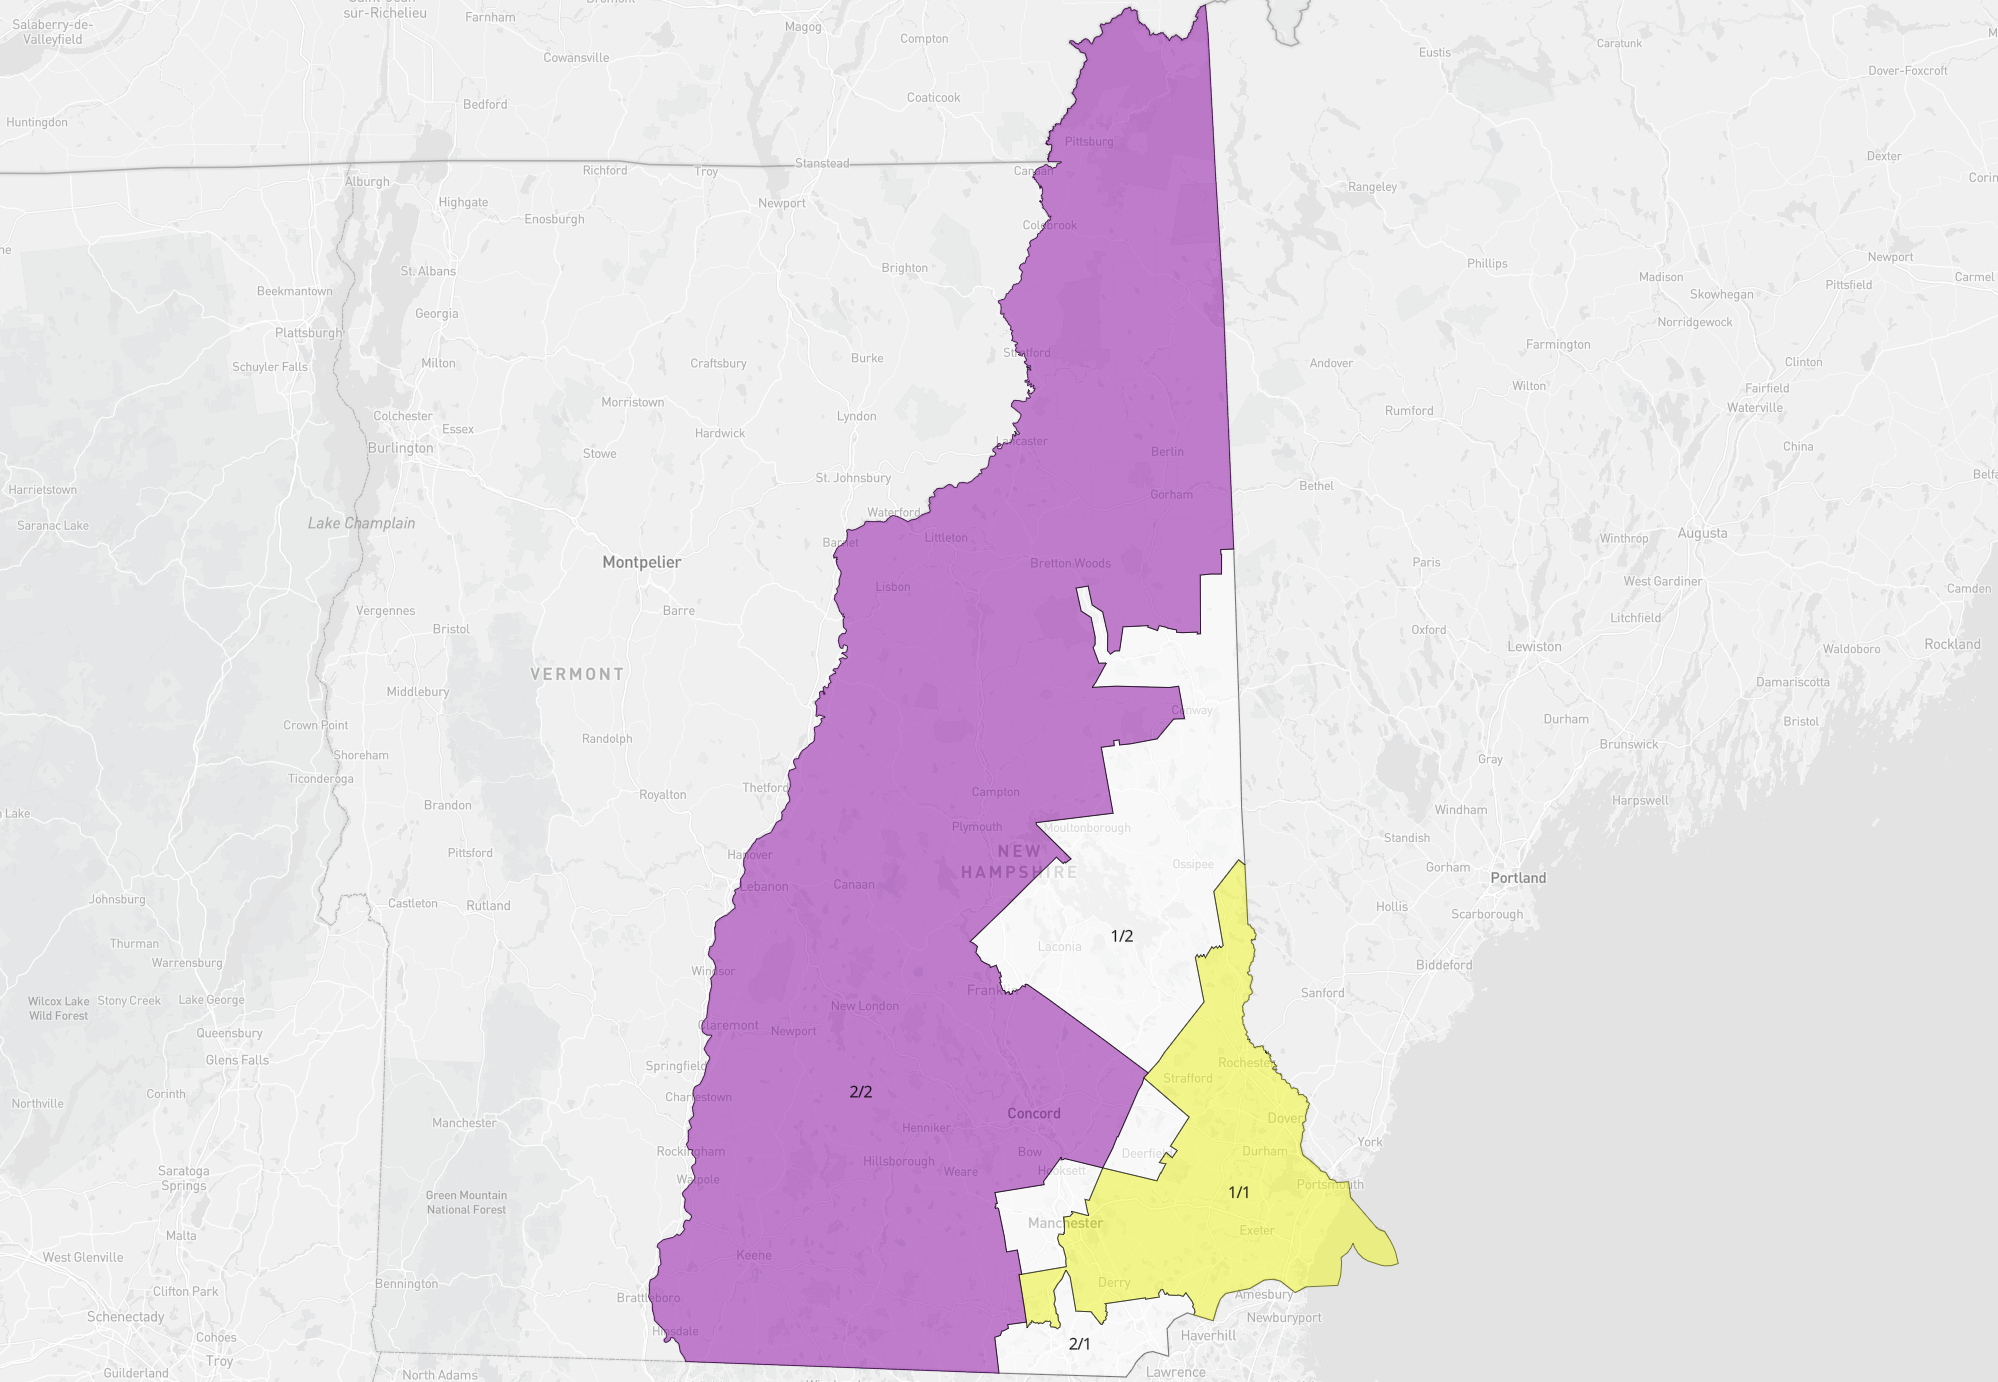 Salaberry-de-
Valleyfield
Saint-Jean-
sur-Richelieu
Farnham
Bromont
Magog
Compton
Cowansville
Eustis
Caratunk
Dover-Foxcroft
Huntingdon
Bedford
Coaticook
Pittsburg
Dexter
Stanstead
Richford
Troy
Canaan
Alburgh
Rangeley
Highgate
Newport
Enosburgh
Colebrook
St. Albans
Brighton
Phillips
Newport
Madison
Carmel
Pittsfield
Skowhegan
Beekmantown
Georgia
Norridgewock
Plattsburgh
Farmington
Stratford
Schuyler Falls
Milton
Craftsbury
Burke
Andover
Clinton
Wilton
Fairfield
Waterville
Morristown
Colchester
Lyndon
Rumford
Essex
Hardwick
Burlington
Lancaster
China
Stowe
Berlin
St. Johnsbury
Harrietstown
Gorham
Bethel
Saranac Lake
Lake Champlain
Waterford
Augusta
Winthrop
Littleton
Barnet
Montpelier
Bretton Woods
Paris
West Gardiner
Lisbon
Camden
Vergennes
Barre
Litchfield
Bristol
Oxford
Lewiston
Rockland
Waldoboro
VERMONT
Middlebury
Damariscotta
Conway
Crown Point
Durham
Bristol
Randolph
Brunswick
Shoreham
Gray
Ticonderoga
Thetford
Royalton
Campton
Harpswell
Brandon
Windham
Lake
Plymouth
Moultonborough
Standish
Pittsford
Hanover
NEW
HAMPSHIRE
Ossipee
Gorham
Portland
Lebanon
Canaan
Johnsburg
Castleton
Rutland
Hollis
Scarborough
1/2
Thurman
Laconia
Warrensburg
Biddeford
Windsor
Franklin
Sanford
Wilcox Lake
Wild Forest
Stony Creek
Lake George
New London
Claremont
Newport
Queensbury
Glens Falls
Springfield
Rochester
Strafford
2/2
Corinth
Charlestown
Northville
Concord
Dover
Manchester
Henniker
York
Rockingham
Bow
Deerfield
Durham
Hillsborough
Weare
Hooksett
Saratoga
Springs
Walpole
Portsmouth
1/1
Green Mountain
National Forest
Manchester
Exeter
Malta
West Glenville
Keene
Bennington
Derry
Clifton Park
Brattleboro
Amesbury
Schenectady
Newburyport
Hinsdale
Cohoes
Haverhill
2/1
Troy
Guilderland
North Adams
Lawrence